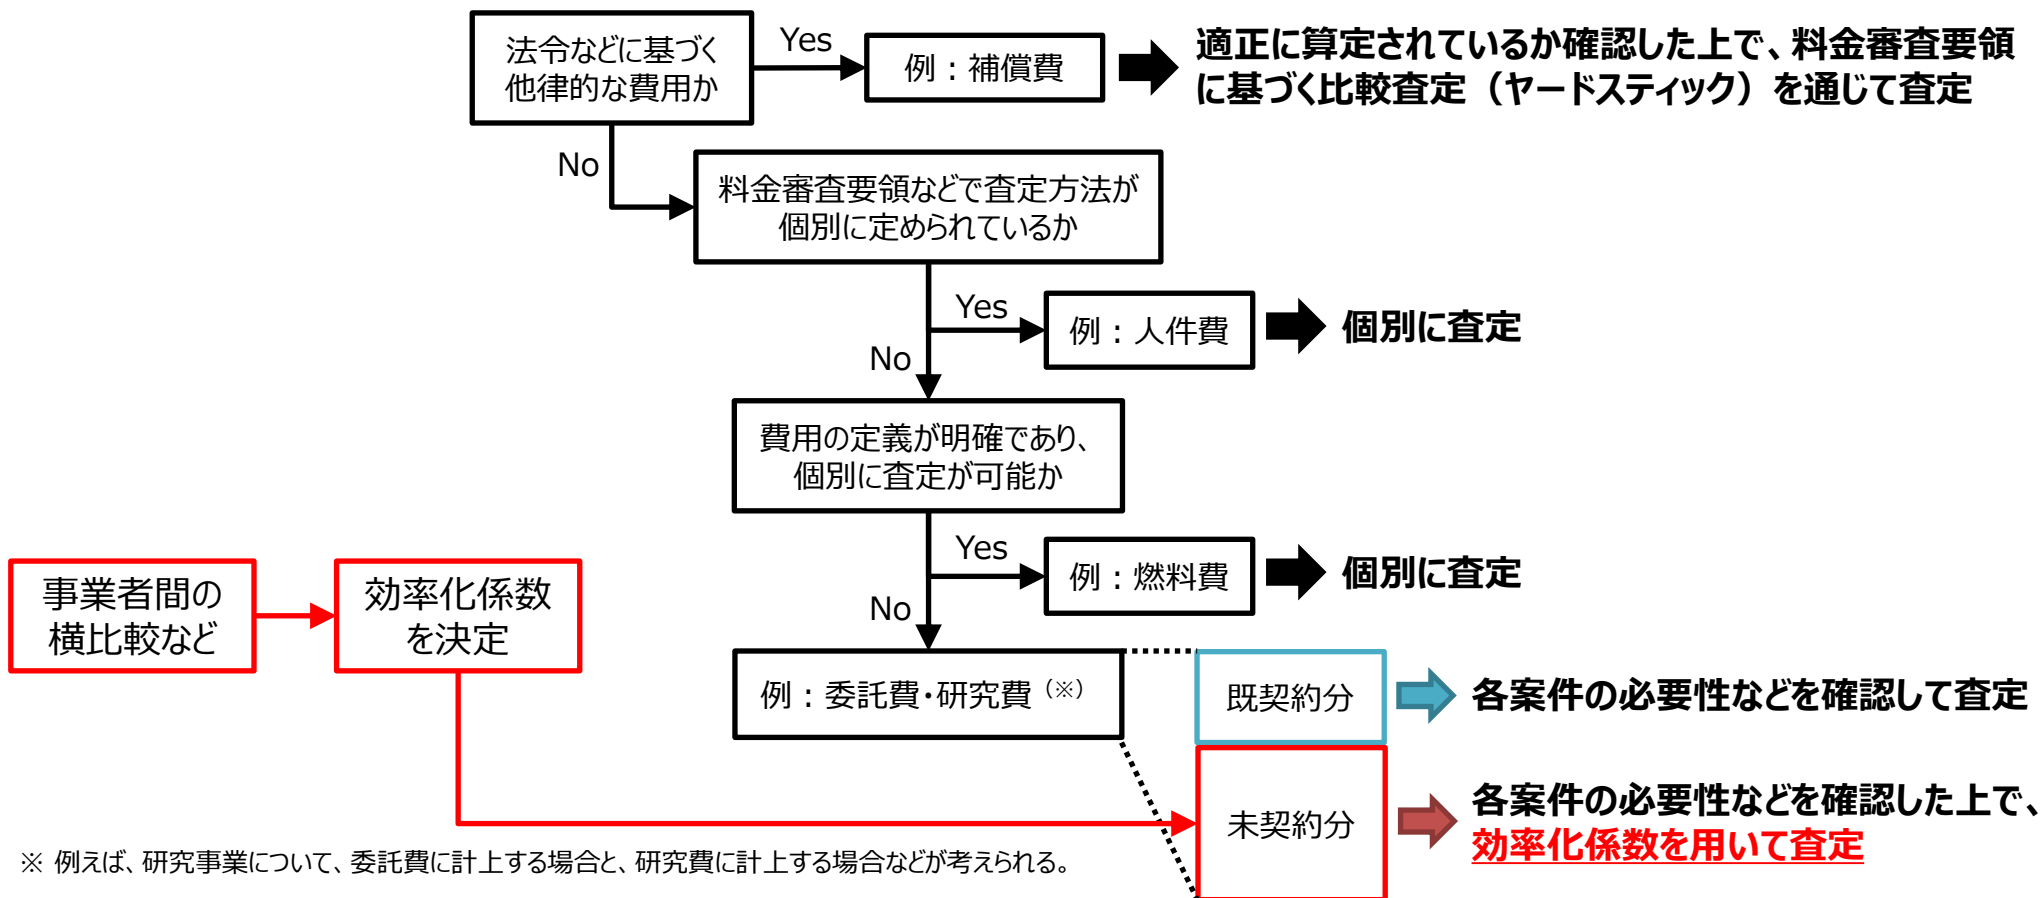 法令などに基づく
他律的な費用か
Yes
例：補償費
適正に算定されているか確認した上で、料金審査要領
に基づく比較査定（ヤードスティック）を通じて査定
No
料金審査要領などで査定方法が
個別に定められているか
Yes
例：人件費
個別に査定
No
費用の定義が明確であり、
個別に査定が可能か
Yes
例：燃料費
個別に査定
No
事業者間の
横比較など
効率化係数
を決定
例：委託費・研究費（※）
既契約分
各案件の必要性などを確認して査定
未契約分
各案件の必要性などを確認した上で、
効率化係数を用いて査定
※ 例えば、研究事業について、委託費に計上する場合と、研究費に計上する場合などが考えられる。